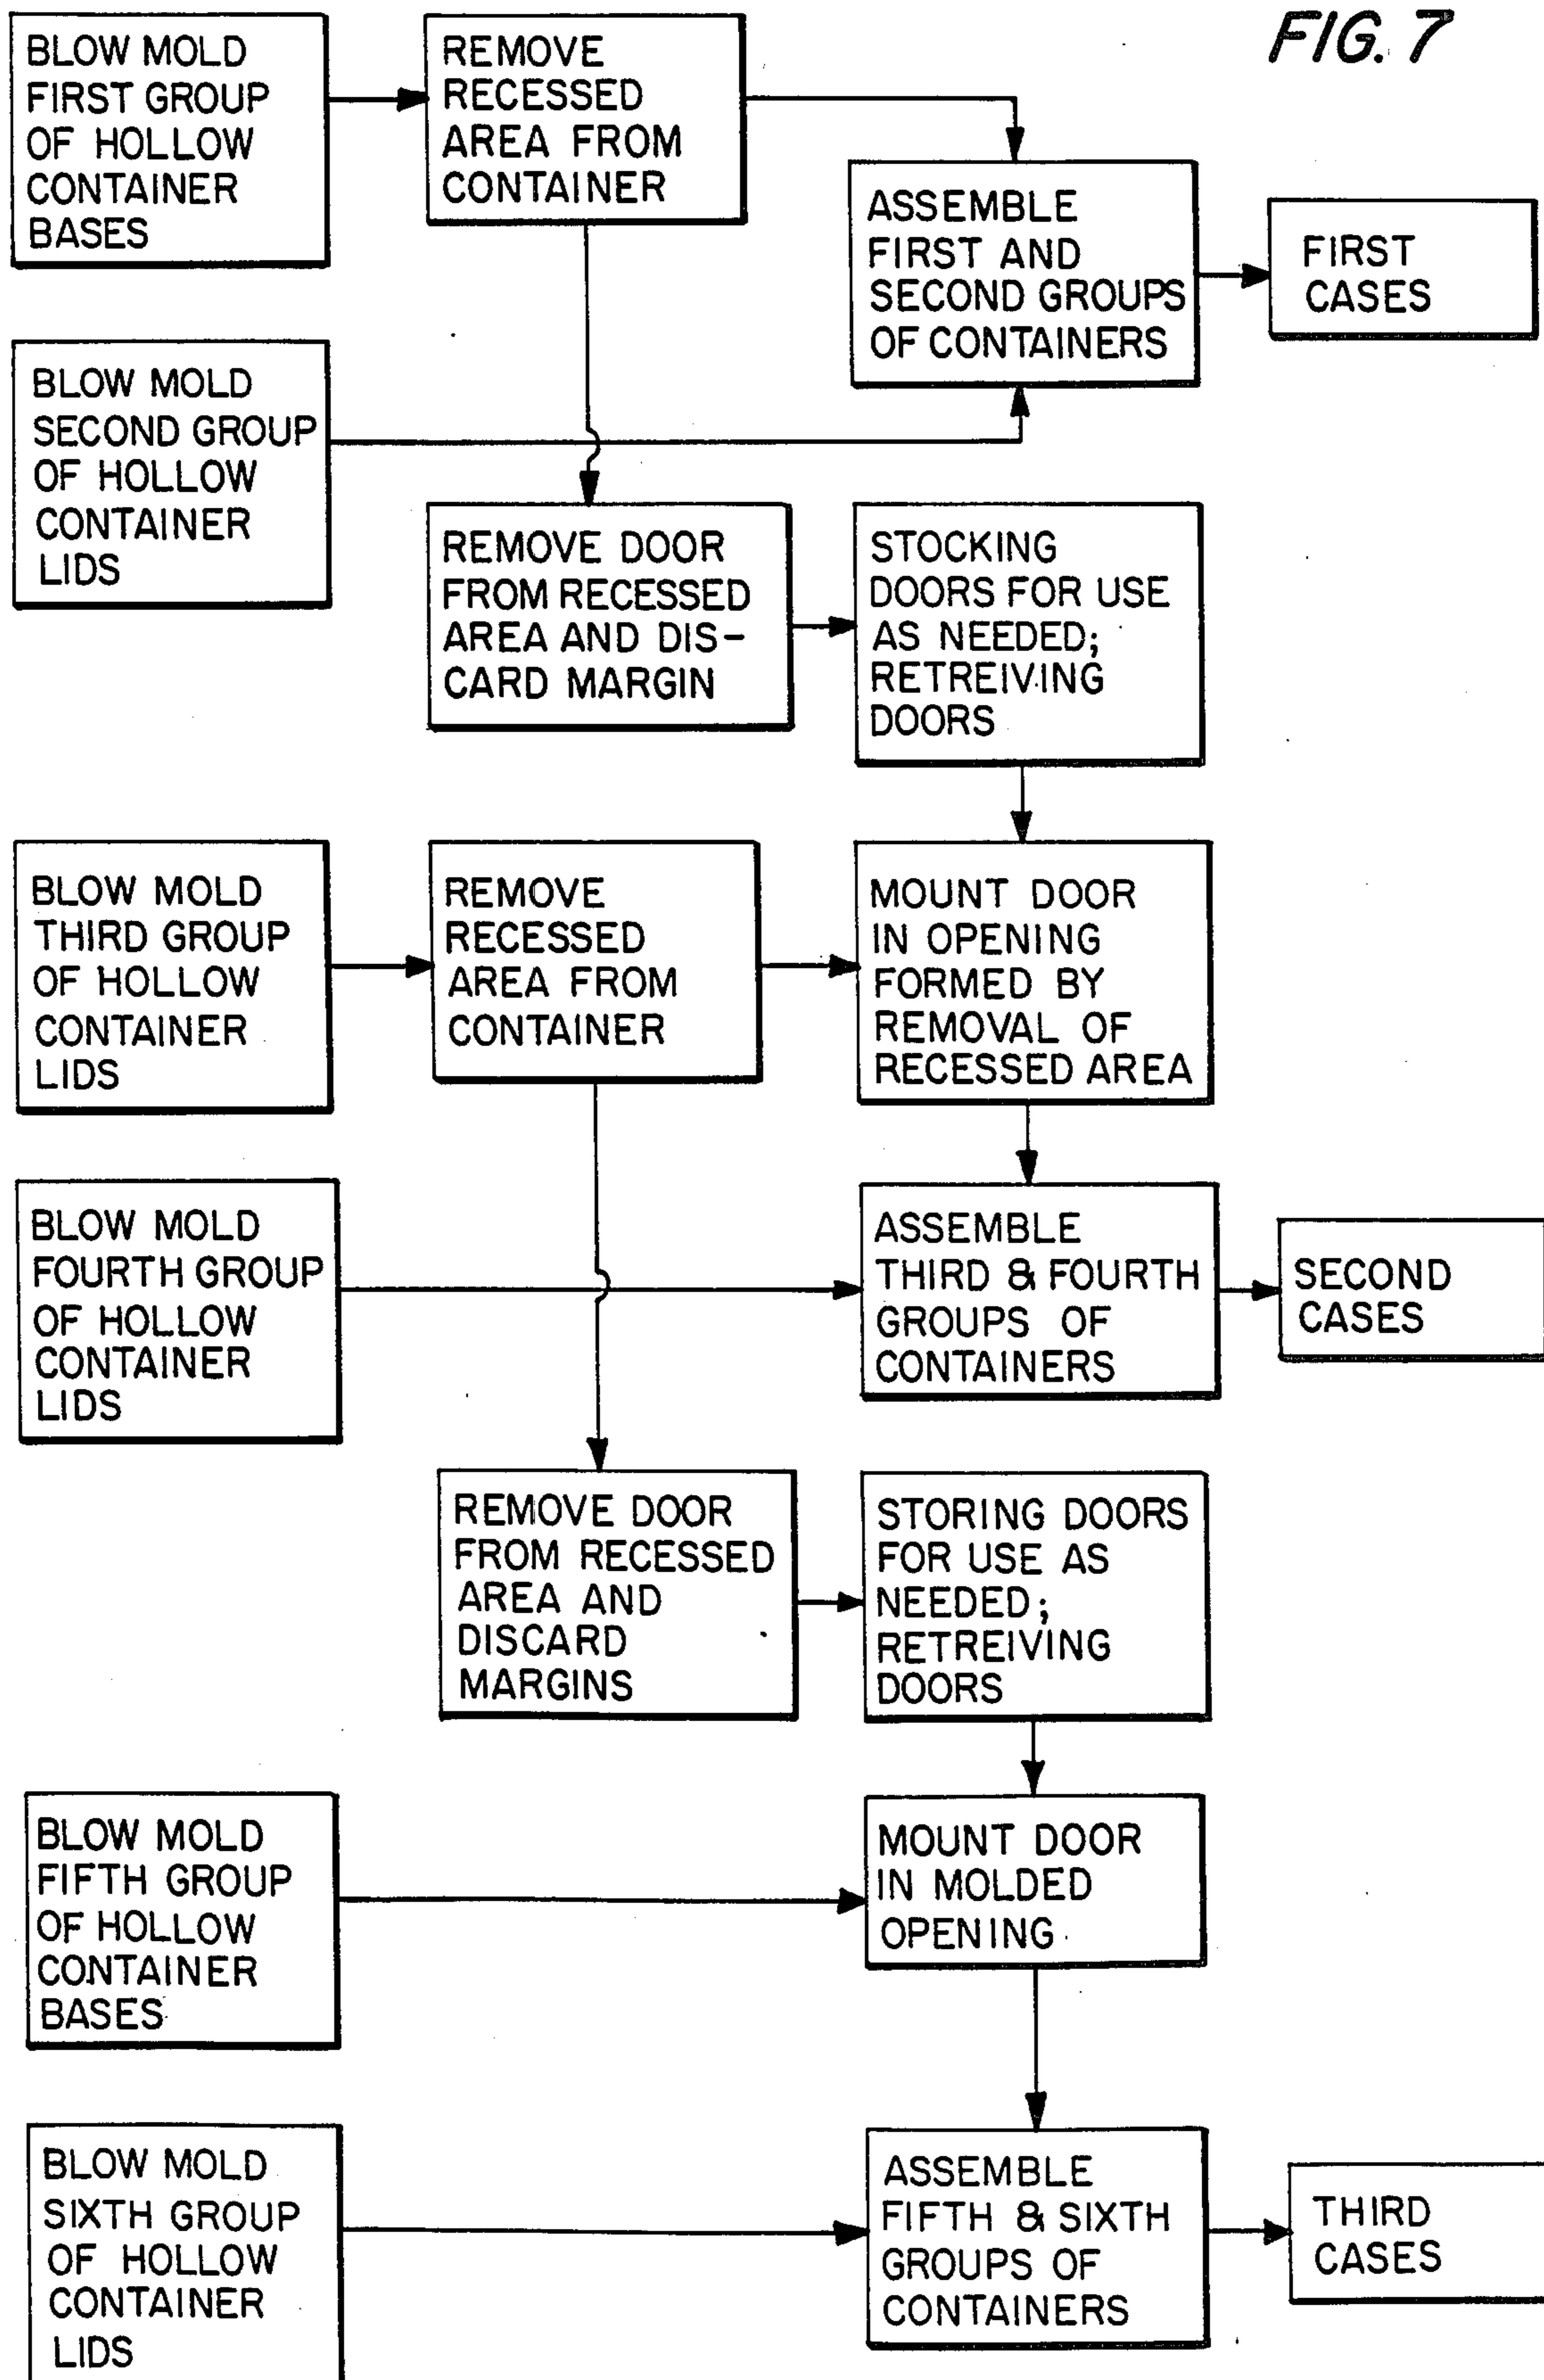 FIG. 7
BLOW MOLD
FIRST GROUP
OF HOLLOW
CONTAINER
BASES
REMOVE
RECESSED
AREA FROM
CONTAINER
ASSEMBLE
FIRST AND
SECOND GROUPS
OF CONTAINERS
FIRST
CASES
BLOW MOLD
SECOND GROUP
OF HOLLOW
CONTAINER
LIDS
REMOVE DOOR
FROM RECESSED
AREA AND DIS-
CARD MARGIN
STOCKING
DOORS FOR USE
AS NEEDED;
RETREIVING
DOORS
BLOW MOLD
THIRD GROUP
OF HOLLOW
CONTAINER
LIDS
REMOVE
RECESSED
AREA FROM
CONTAINER
MOUNT DOOR
IN OPENING
FORMED BY
REMOVAL OF
RECESSED AREA
BLOW MOLD
FOURTH GROUP
OF HOLLOW
CONTAINER
LIDS
ASSEMBLE
THIRD & FOURTH
GROUPS OF
CONTAINERS
SECOND
CASES
REMOVE DOOR
FROM RECESSED
AREA AND
DISCARD
MARGINS
STORING DOORS
FOR USE AS
NEEDED;
RETREIVING
DOORS
BLOW MOLD
FIFTH GROUP
OF HOLLOW
CONTAINER
BASES
MOUNT DOOR
IN MOLDED
OPENING
BLOW MOLD
SIXTH GROUP
OF HOLLOW
CONTAINER
LIDS
ASSEMBLE
FIFTH & SIXTH
GROUPS OF
CONTAINERS
THIRD
CASES